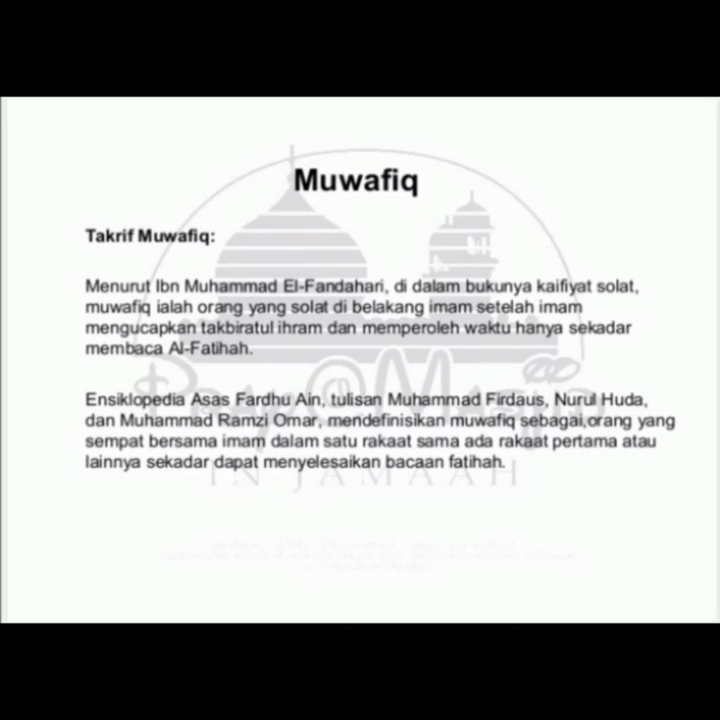 Muwafiq
Takrif Muwafiq:
Menurut Ibn Muhammad El-Fandahari, di dalam bukunya kaifiyat solat,
muwafiq ialah orang yang solat di belakang imam setelah imam
mengucapkan takbiratul ihram dan memperoleh waktu hanya sekadar
membaca Al-Fatihah.
Ensiklopedia Asas Fardhu Ain, tulisan Muhammad Firdaus, Nurul Huda,
dan Muhammad Ramzi Omar, mendefinisikan muwafiq sebagai,orang yang
sempat bersama imam dalam satu rakaat sama ada rakaat pertama atau
lainnya sekadar dapat menyelesaikan bacaan fatihah.
IN JAMAAH